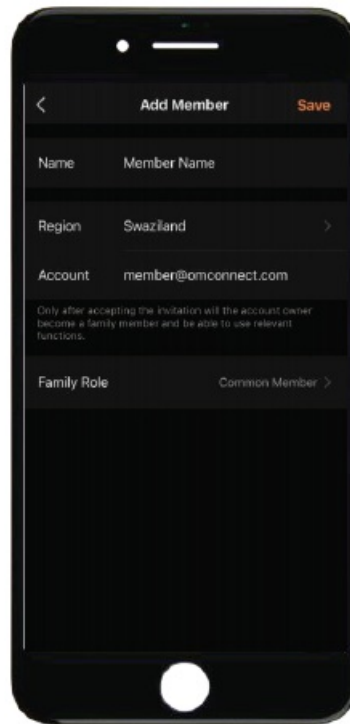 Add Member
Save
Name Member Name
Region Swaziland
Account member@omconnect.com
Only after accepting the invitation will the account owner
become a family member and be able to use relevant
functions.
Family Role Common Member